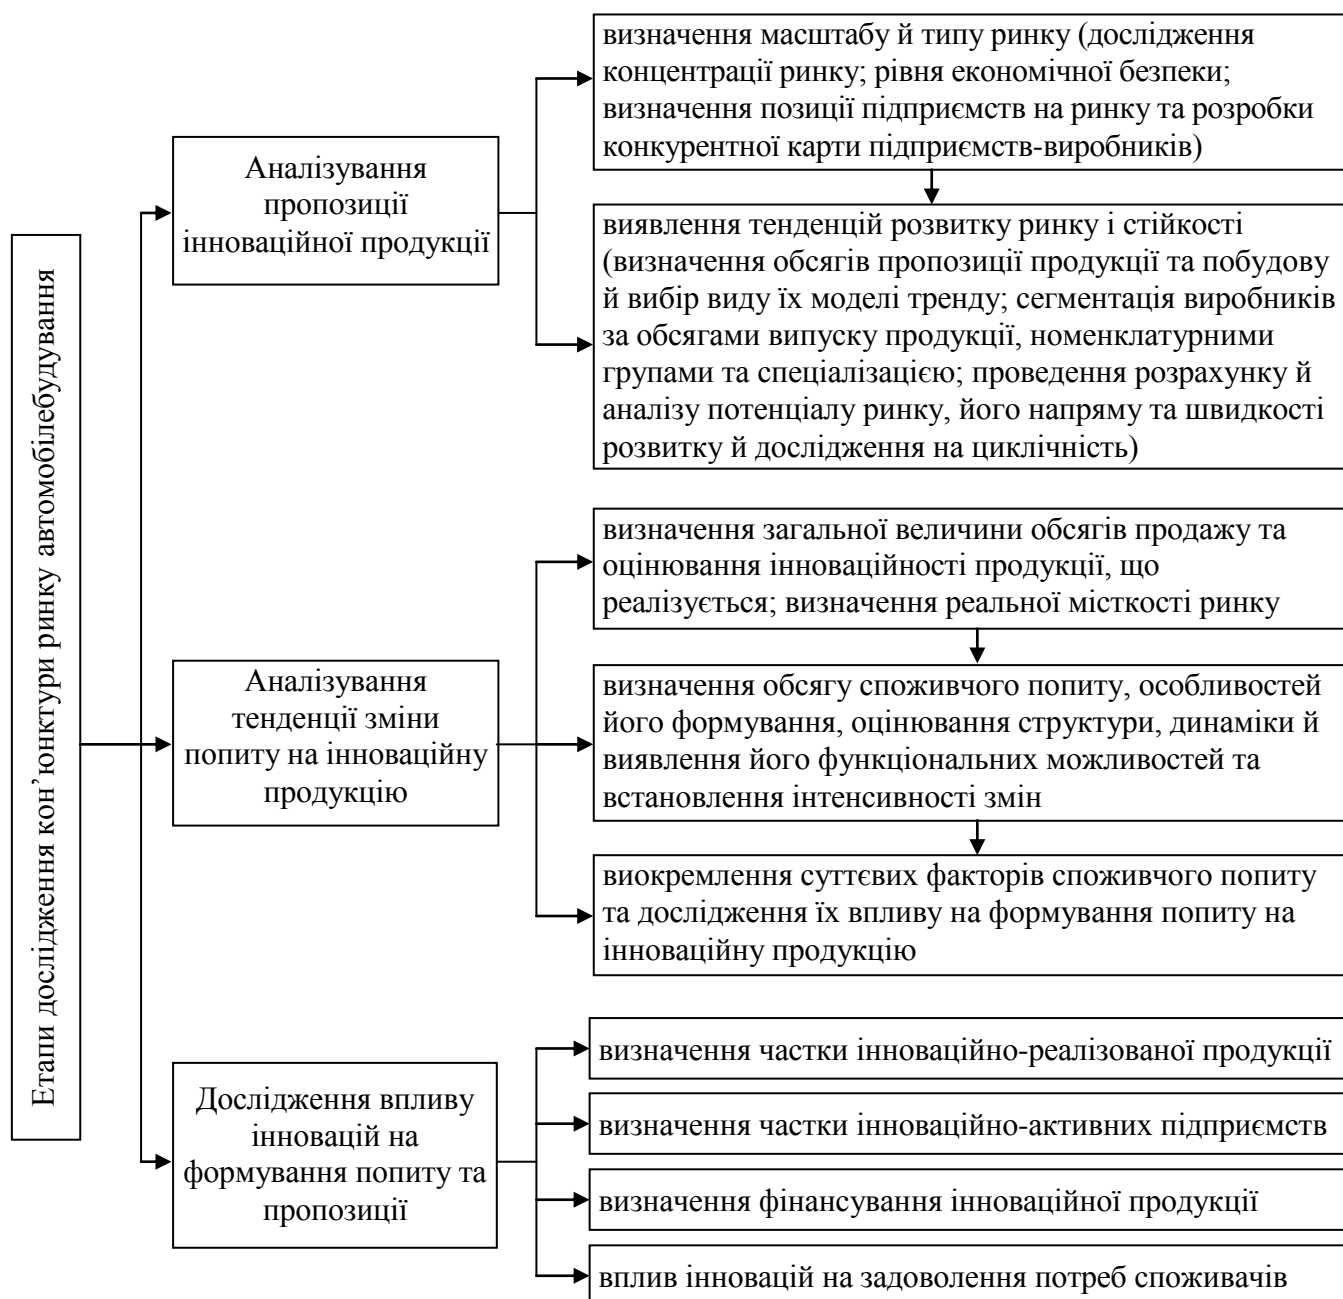 Етапи дослідження кон’юнктури ринку автомобілебудування
Аналізування
пропозиції
інноваційної продукції
визначення масштабу й типу ринку (дослідження
концентрації ринку; рівня економічної безпеки;
визначення позиції підприємств на ринку та розробки
конкурентної карти підприємств-виробників)
виявлення тенденцій розвитку ринку і стійкості
(визначення обсягів пропозиції продукції та побудову
й вибір виду їх моделі тренду; сегментація виробників
за обсягами випуску продукції, номенклатурними
групами та спеціалізацією; проведення розрахунку й
аналізу потенціалу ринку, його напряму та швидкості
розвитку й дослідження на циклічність)
Аналізування
тенденції зміни
попиту на інноваційну
продукцію
визначення загальної величини обсягів продажу та
оцінювання інноваційності продукції, що
реалізується; визначення реальної місткості ринку
визначення обсягу споживчого попиту, особливостей
його формування, оцінювання структури, динаміки й
виявлення його функціональних можливостей та
встановлення інтенсивності змін
виокремлення суттєвих факторів споживчого попиту
та дослідження їх впливу на формування попиту на
інноваційну продукцію
Дослідження впливу
інновацій на
формування попиту та
пропозиції
визначення частки інноваційно-реалізованої продукції
визначення частки інноваційно-активних підприємств
визначення фінансування інноваційної продукції
вплив інновацій на задоволення потреб споживачів